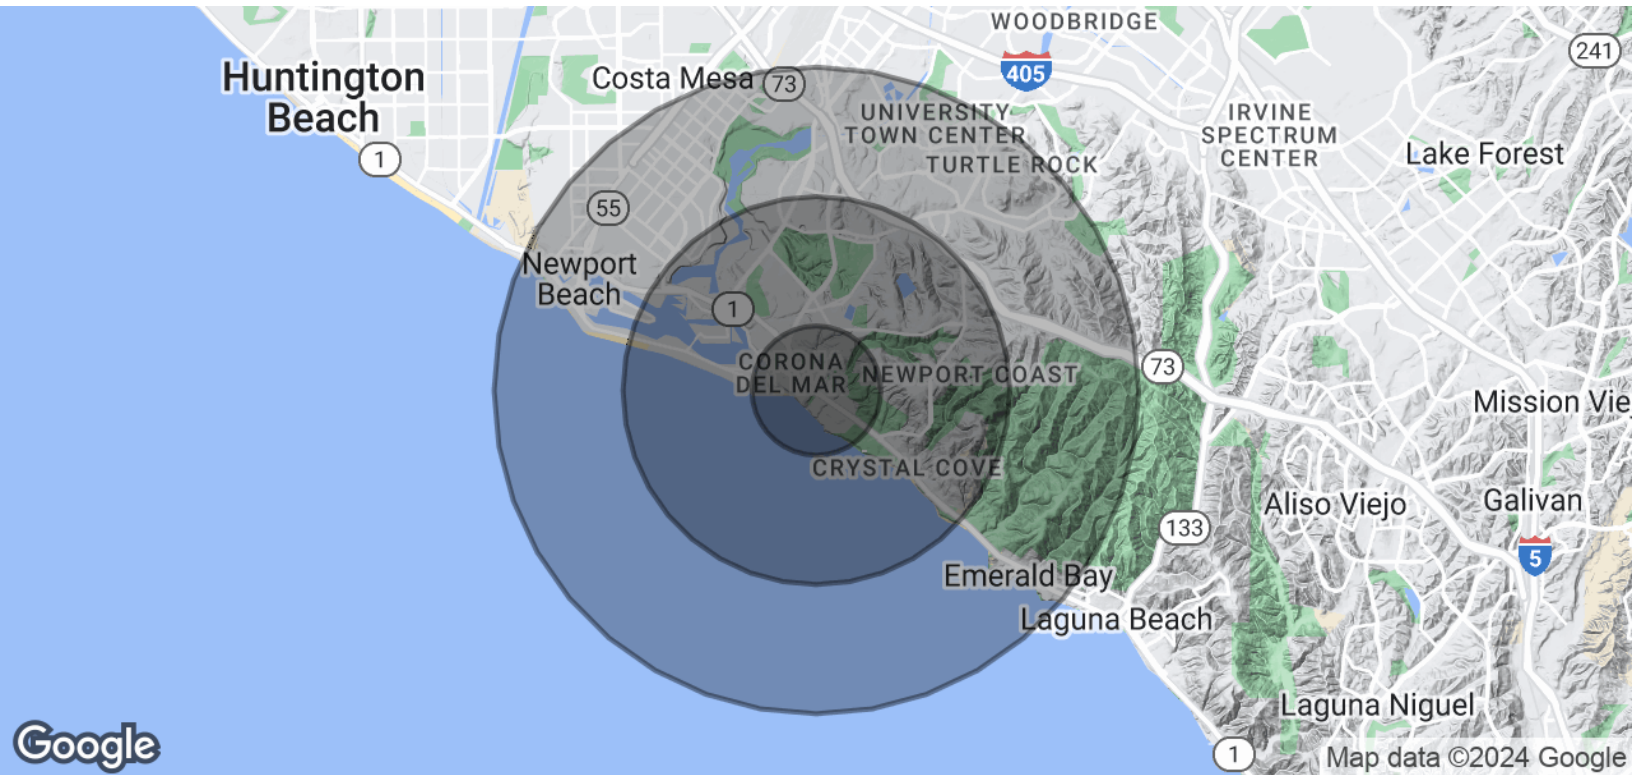 WOODBRIDGE
241
405
Huntington
Beach
Costa Mesa
73
UNIVERSITY
TOWN CENTER
IRVINE
SPECTRUM
CENTER
1
TURTLE ROCK
Lake Forest
55
Newport
Beach
1
CORONA
DEL MAR
NEWPORT COAST
73
Mission Vie
CRYSTAL COVE
Aliso Viejo
Galivan
133
5
Emerald Bay
Laguna Beach
Laguna Niguel
Google
1
Map data ©2024 Google